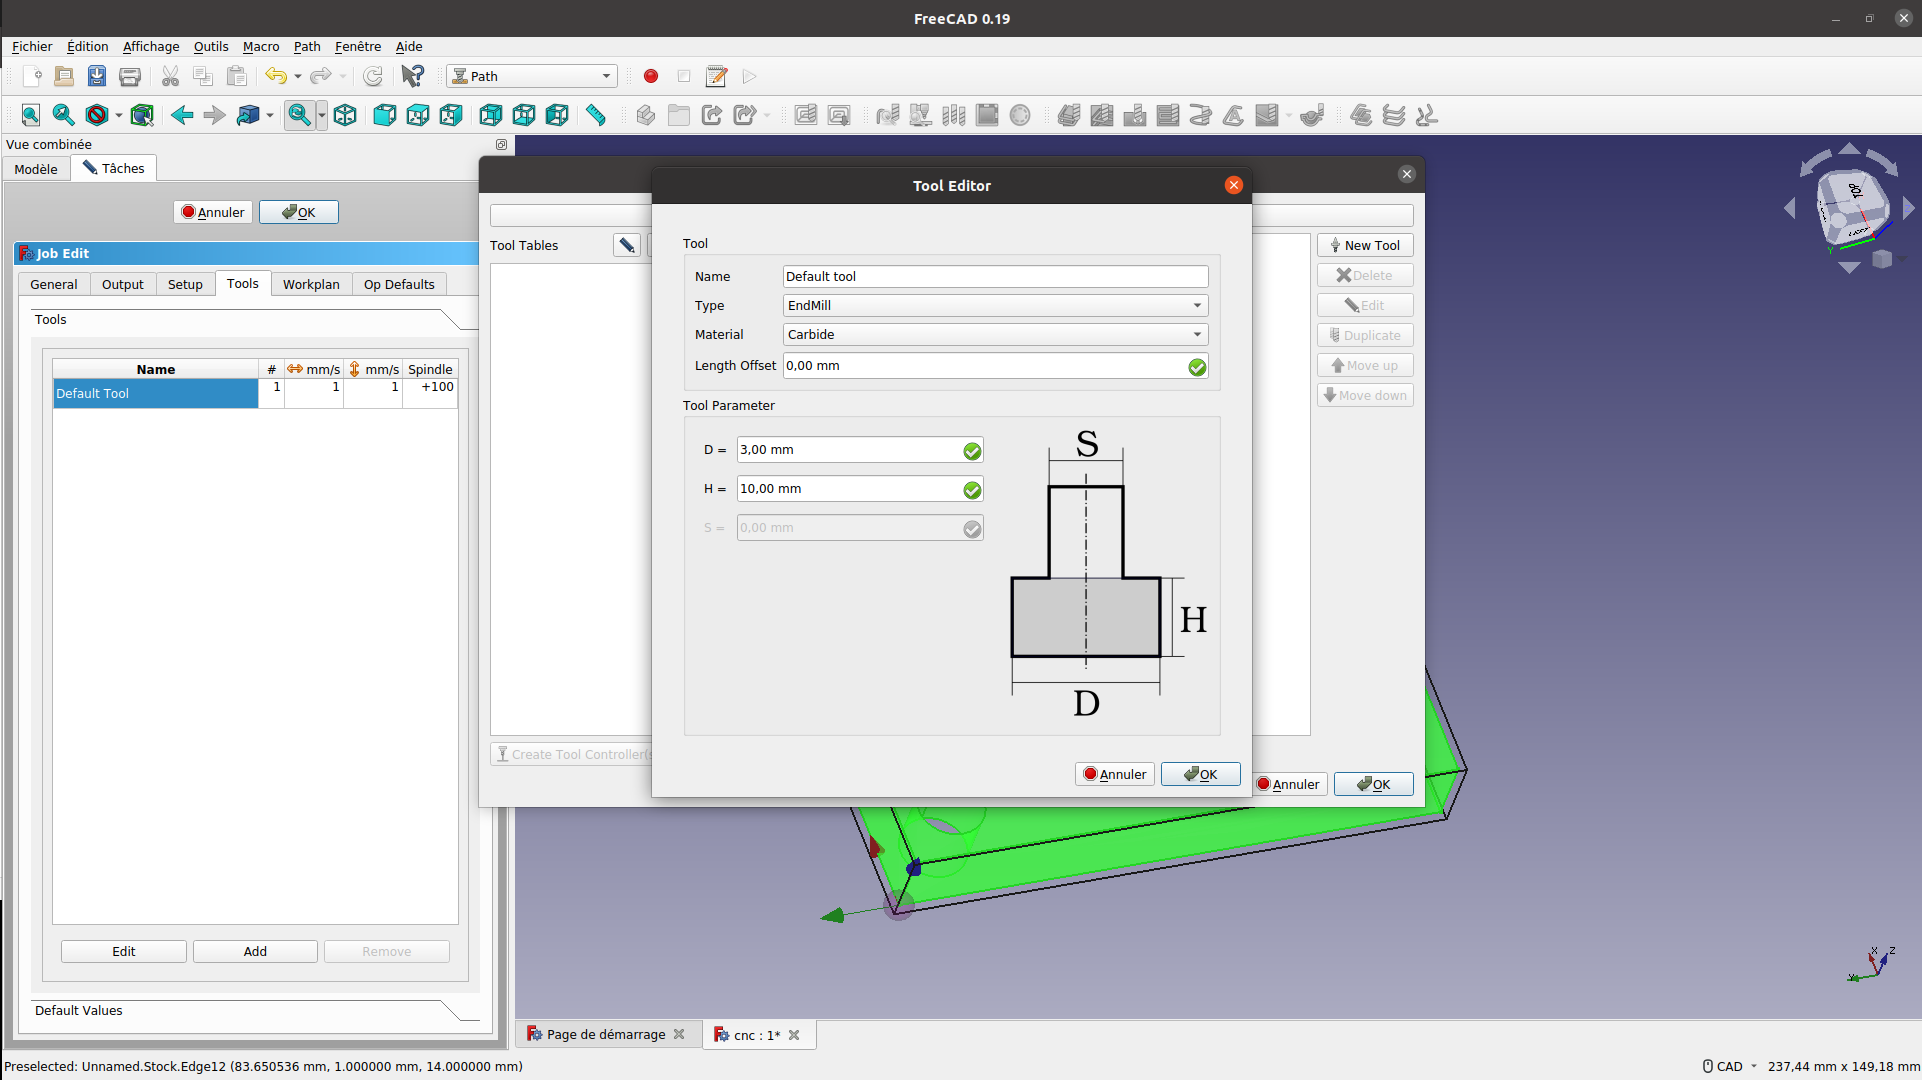 FreeCAD 0.19
Fichier Édition Affichage Outils Macro Path Fenêtre Aide
Path
Vue combinée
Modèle Tâches
Annuler OK
Job Edit
General Output Setup Tools Workplan Op Defaults
Tools
Name # mm/s mm/s Spindle
Default Tool 1 1 1 +100
Edit Add Remove
Default Values
Tool Tables
Create Tool Controller(s
New Tool
Delete
Edit
Duplicate
Move up
Move down
Annuler OK
Tool Editor
Tool
Name Default tool
Type EndMill
Material Carbide
Length Offset 0,00 mm
Tool Parameter
D = 3,00 mm
H = 10,00 mm
S = 0,00 mm
S
H
D
Annuler OK
TOP
Y
X Z
Y
Page de démarrage cnc : 1*
Preselected: Unnamed.Stock.Edge12 (83.650536 mm, 1.000000 mm, 14.000000 mm)
CAD 237,44 mm x 149,18 mm